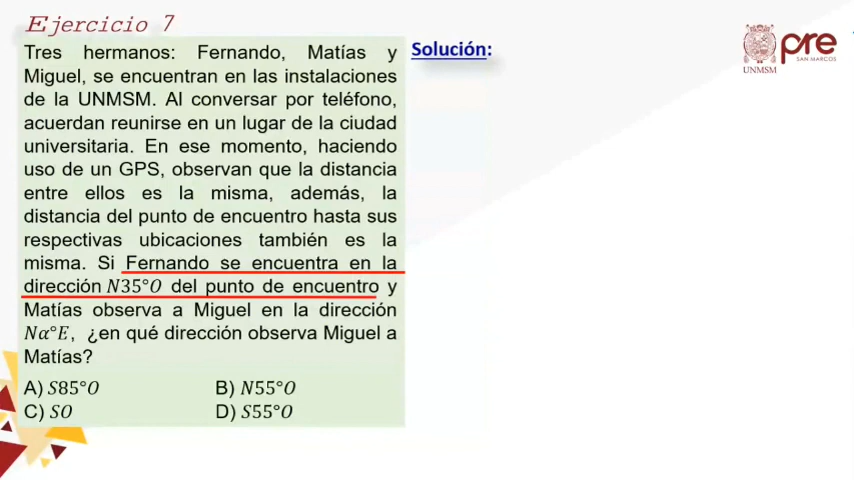 Ejercicio 7
Tres hermanos: Fernando, Matías y
Miguel, se encuentran en las instalaciones
de la UNMSM. Al conversar por teléfono,
acuerdan reunirse en un lugar de la ciudad
universitaria. En ese momento, haciendo
uso de un GPS, observan que la distancia
entre ellos es la misma, además, la
distancia del punto de encuentro hasta sus
respectivas ubicaciones también es la
misma. Si Fernando se encuentra en la
dirección N35°O del punto de encuentro y
Matías observa a Miguel en la dirección
Nα°E, ¿en qué dirección observa Miguel a
Matías?
A) S85°O B) N55°O
C) SO D) S55°O
Solución:
UNMSM
pre
SAN MARCOS